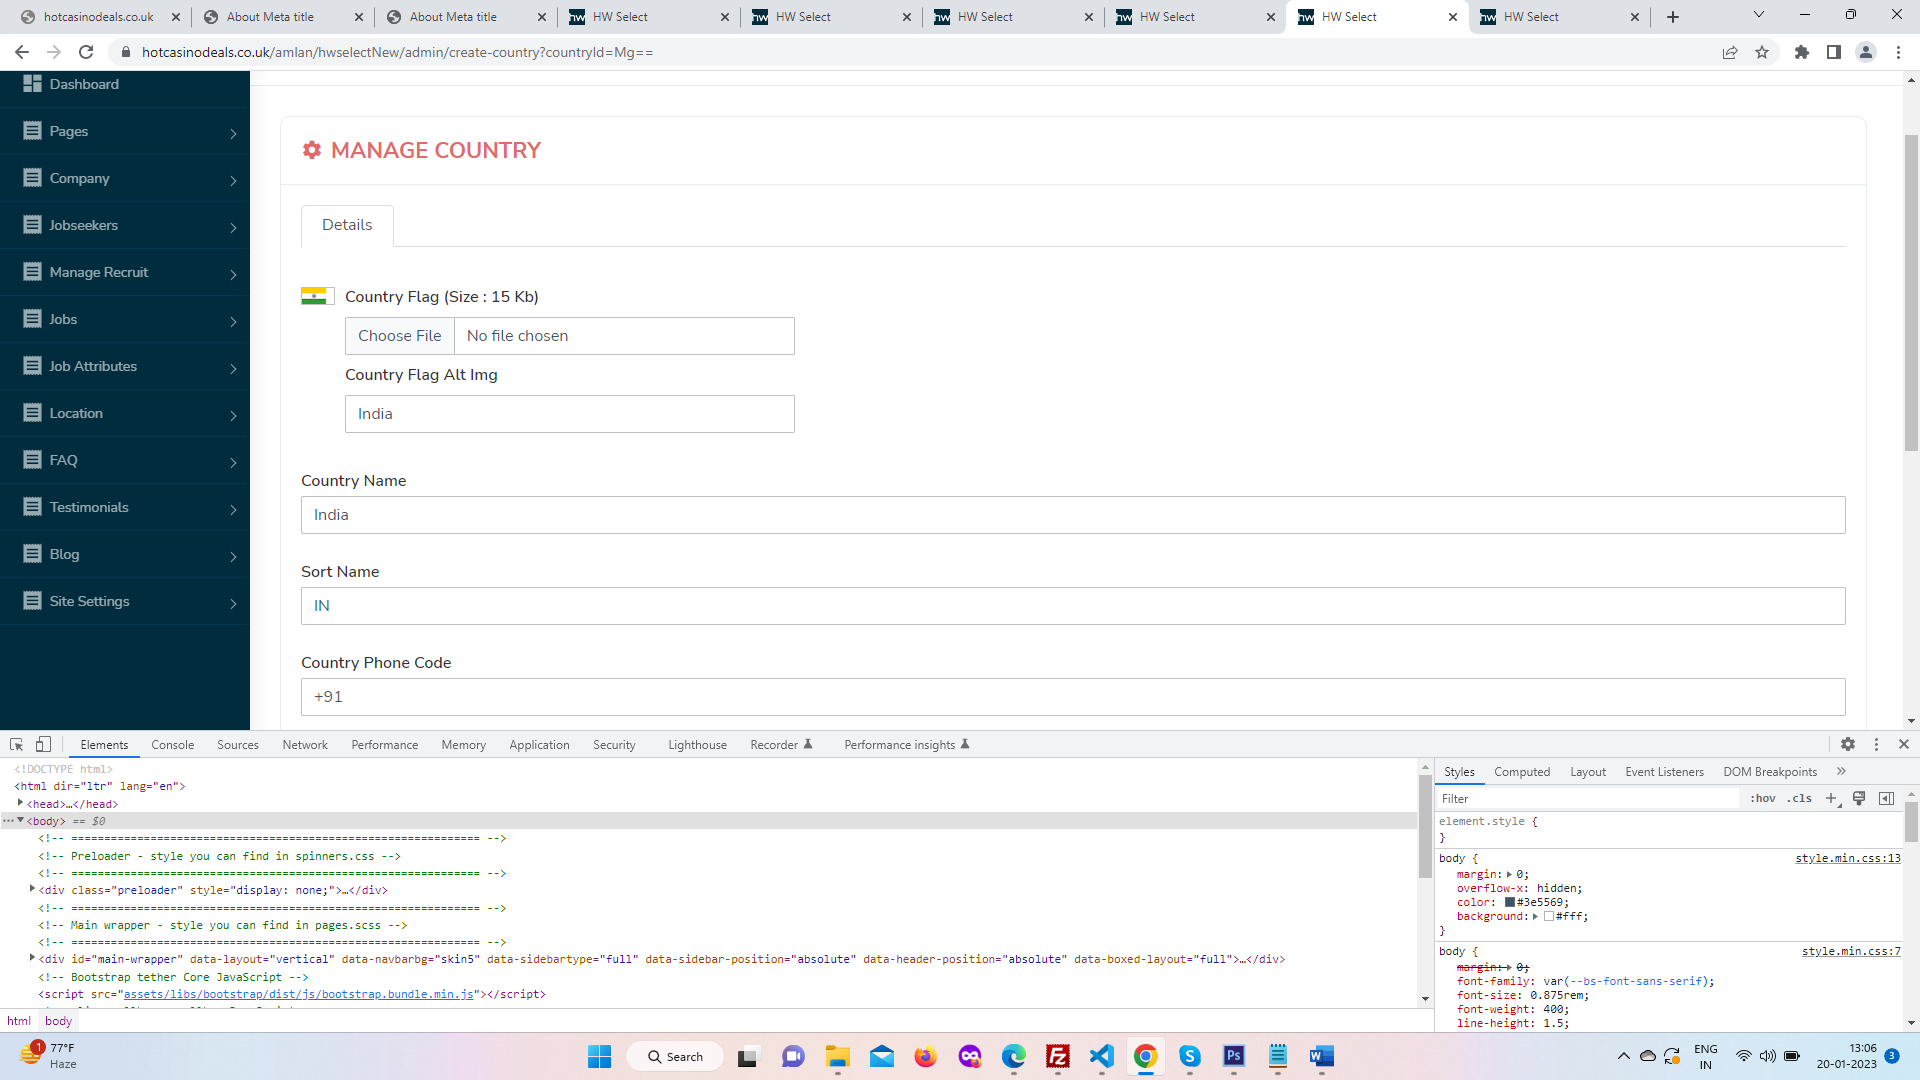 hotcasinodeals.co.uk
About Meta title
About Meta title
HW Select
HW Select
HW Select
HW Select
HW Select
HW Select
hotcasinodeals.co.uk/amlan/hwselectNew/admin/create-country?countryId=Mg==
Dashboard
Pages
Company
Jobseekers
Manage Recruit
Jobs
Job Attributes
Location
FAQ
Testimonials
Blog
Site Settings
MANAGE COUNTRY
Details
Country Flag (Size : 15 Kb)
Choose File No file chosen
Country Flag Alt Img
India
Country Name
India
Sort Name
IN
Country Phone Code
+91
Elements Console Sources Network Performance Memory Application Security Lighthouse Recorder Performance insights
<!DOCTYPE html>
<html dir="ltr" lang="en">
<head>…</head>
<body> == $0
<!-- ============================================================== -->
<!-- Preloader - style you can find in spinners.css -->
<!-- ============================================================== -->
<div class="preloader" style="display: none;">…</div>
<!-- ============================================================== -->
<!-- Main wrapper - style you can find in pages.scss -->
<!-- ============================================================== -->
<div id="main-wrapper" data-layout="vertical" data-navbarbg="skin5" data-sidebartype="full" data-sidebar-position="absolute" data-header-position="absolute" data-boxed-layout="full">…</div>
<!-- Bootstrap tether Core JavaScript -->
<script src="assets/libs/bootstrap/dist/js/bootstrap.bundle.min.js"></script>
html body
Styles Computed Layout Event Listeners DOM Breakpoints »
Filter :hov .cls
element.style {
}
body { style.min.css:13
margin: 0;
overflow-x: hidden;
color: #3e5569;
background: #fff;
}
body { style.min.css:7
margin: 0;
font-family: var(--bs-font-sans-serif);
font-size: 0.875rem;
font-weight: 400;
line-height: 1.5;
1
77°F
Haze
Search
Fz
S
Ps
W
ENG
IN
13:06
20-01-2023
3